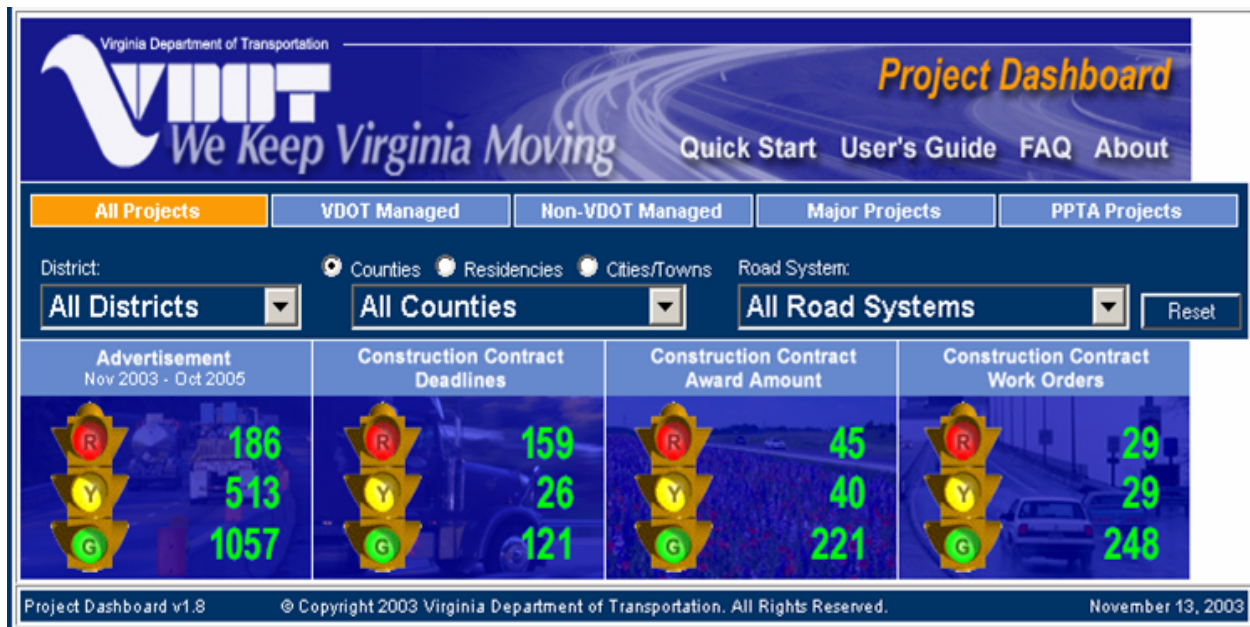 Virginia Department of Transportation
VDOT
We Keep Virginia Moving
Project Dashboard
Quick Start User's Guide FAQ About
All Projects VDOT Managed Non-VDOT Managed Major Projects PPTA Projects
District: Counties Residencies Cities/Towns Road System:
All Districts All Counties All Road Systems Reset
Advertisement
Nov 2003 - Oct 2005
Construction Contract
Deadlines
Construction Contract
Award Amount
Construction Contract
Work Orders
R 186 R 159 R 45 R 29
Y 513 Y 26 Y 40 Y 29
G 1057 G 121 G 221 G 248
Project Dashboard v1.8 © Copyright 2003 Virginia Department of Transportation. All Rights Reserved. November 13, 2003